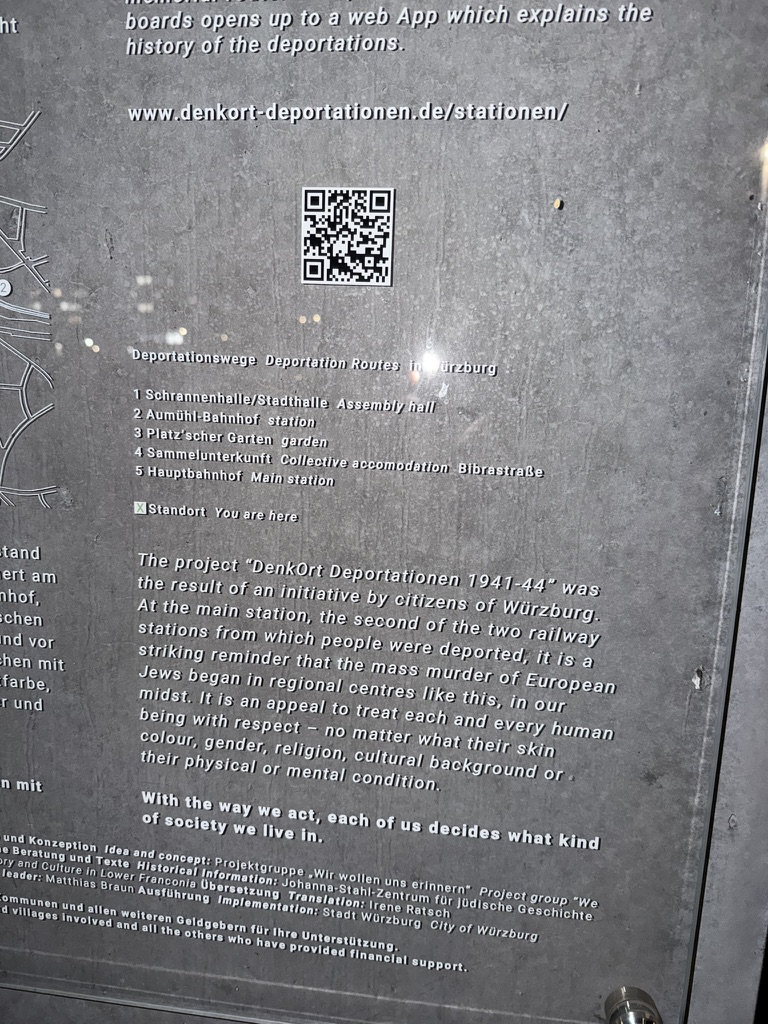 boards opens up to a web App which explains the
history of the deportations.
www.denkort-deportationen.de/stationen/
Deportationswege Deportation Routes in Würzburg
1 Schrannenhalle/Stadthalle Assembly hall
2 Aumühl-Bahnhof station
3 Platz'scher Garten garden
4 Sammelunterkunft Collective accomodation Bibrastraße
5 Hauptbahnhof Main station
X Standort You are here
The project "DenkOrt Deportationen 1941-44" was
the result of an initiative by citizens of Würzburg.
At the main station, the second of the two railway
stations from which people were deported, it is a
striking reminder that the mass murder of European
Jews began in regional centres like this, in our
midst. It is an appeal to treat each and every human
being with respect – no matter what their skin
colour, gender, religion, cultural background or
their physical or mental condition.
With the way we act, each of us decides what kind
of society we live in.
und Konzeption Idea and concept: Projektgruppe „Wir wollen uns erinnern" Project group "We
Beratung und Texte Historical Information: Johanna-Stahl-Zentrum für jüdische Geschichte
and Culture in Lower Franconia Übersetzung Translation: Irene Ratsch
leader: Matthias Braun Ausführung Implementation: Stadt Würzburg City of Würzburg
und allen weiteren Geldgebern für Ihre Unterstützung.
villages involved and all the others who have provided financial support.
2
und vor
mit
und
mit